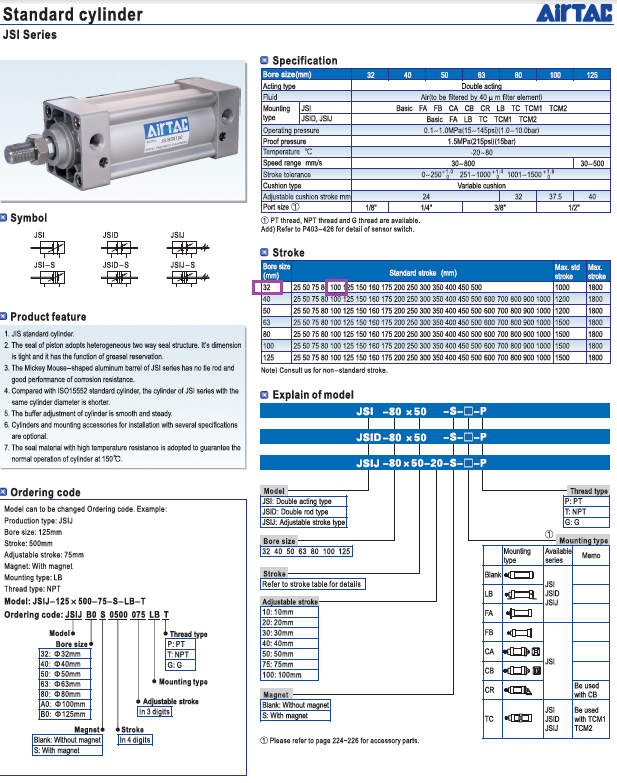 Standard cylinder
AirTAC
JSI Series
AirTAC
Symbol
JSI JSID JSIJ
JSI-S JSID-S JSIJ-S
Product feature
1. JIS standard cylinder.
2. The seal of piston adopts heterogeneous two way seal structure. It's dimension
is tight and it has the function of greasel reservation.
3. The Mickey Mouse-shaped aluminum barrel of JSI series has no tie rod and
good performance of corrosion resistance.
4. Compared with ISO15552 standard cylinder, the cylinder of JSI series with the
same cylinder diameter is shorter.
5. The buffer adjustment of cylinder is smooth and steady.
6. Cylinders and mounting accessories for installation with several specifications
are optional.
7. The seal material with high temperature resistance is adopted to guarantee the
normal operation of cylinder at 150℃.
Ordering code
Model can to be changed Ordering code. Example:
Production type: JSIJ
Bore size: 125mm
Stroke: 500mm
Adjustable stroke: 75mm
Magnet: With magnet
Mounting type: LB
Thread type: NPT
Model: JSIJ-125×500-75-S-LB-T
Ordering code: JSIJ B0 S 0500 075 LB T
Model
Bore size
32: Φ32mm
40: Φ40mm
50: Φ50mm
63: Φ63mm
80: Φ80mm
A0: Φ100mm
B0: Φ125mm
Thread type
P: PT
T: NPT
G: G
Mounting type
Adjustable stroke
In 3 digits
Magnet
Blank: Without magnet
S: With magnet
Stroke
In 4 digits
Specification
Bore size(mm) 32 40 50 63 80 100 125
Acting type Double acting
Fluid Air(to be filtered by 40 μ m filter element)
Mounting type JSI Basic FA FB CA CB CR LB TC TCM1 TCM2
JSID, JSIJ Basic FA LB TC TCM1 TCM2
Operating pressure 0.1~1.0MPa(15~145psi)(1.0~10.0bar)
Proof pressure 1.5MPa(215psi)(15bar)
Temperature ℃ -20~80
Speed range mm/s 30~800 30~500
Stroke tolerance 0~250 +1.0 0 251~1000 +1.4 0 1001~1500 +1.8 0
Cushion type Variable cushion
Adjustable cushion stroke mm 24 32 37.5 40
Port size ① 1/8" 1/4" 3/8" 1/2"
① PT thread, NPT thread and G thread are available.
Add) Refer to P403~426 for detail of sensor switch.
Stroke
Bore size (mm) Standard stroke (mm) Max. std stroke Max. stroke
32 25 50 75 80 100 125 150 160 175 200 250 300 350 400 450 500 1000 1800
40 25 50 75 80 100 125 150 160 175 200 250 300 350 400 450 500 600 700 800 900 1000 1200 1800
50 25 50 75 80 100 125 150 160 175 200 250 300 350 400 450 500 600 700 800 900 1000 1200 1800
63 25 50 75 80 100 125 150 160 175 200 250 300 350 400 450 500 600 700 800 900 1000 1500 1800
80 25 50 75 80 100 125 150 160 175 200 250 300 350 400 450 500 600 700 800 900 1000 1500 1800
100 25 50 75 80 100 125 150 160 175 200 250 300 350 400 450 500 600 700 800 900 1000 1500 1800
125 25 50 75 80 100 125 150 160 175 200 250 300 350 400 450 500 600 700 800 900 1000 1500 1800
Note) Consult us for non-standard stroke.
Explain of model
JSI -80 ×50 -S-□-P
JSID -80 ×50 -S-□-P
JSIJ -80×50-20-S-□-P
Model
JSI: Double acting type
JSID: Double rod type
JSIJ: Adjustable stroke type
Bore size
32 40 50 63 80 100 125
Stroke
Refer to stroke table for details
Adjustable stroke
10: 10mm
20: 20mm
30: 30mm
40: 40mm
50: 50mm
75: 75mm
100: 100mm
Magnet
Blank: Without magnet
S: With magnet
Thread type
P: PT
T: NPT
G: G
① Mounting type
Mounting type Available series Memo
Blank JSI JSID JSIJ
LB
FA
FB JSI
CA
CB
CR Be used with CB
TC JSI JSID JSIJ Be used with TCM1 TCM2
① Please refer to page 224~226 for accessory parts.